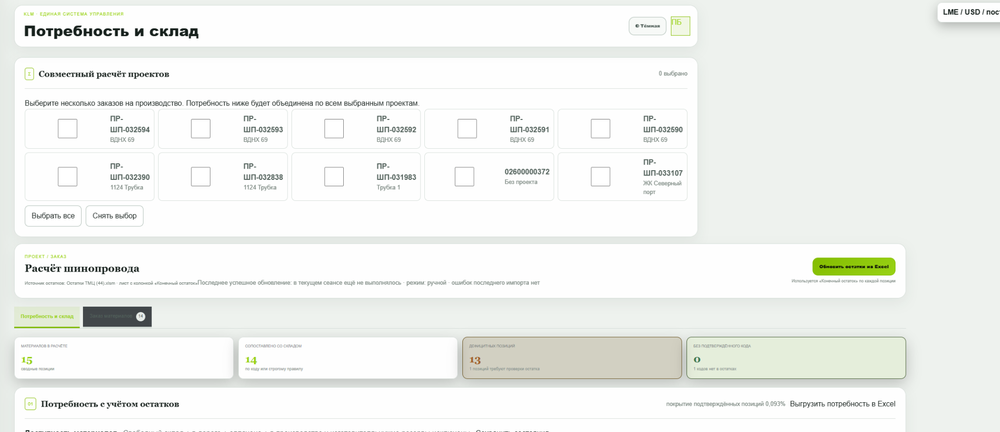 KLM · ЕДИНАЯ СИСТЕМА УПРАВЛЕНИЯ
Потребность и склад
Тёмная
ПБ
LME / USD / пост
Σ Совместный расчёт проектов
0 выбрано
Выберите несколько заказов на производство. Потребность ниже будет объединена по всем выбранным проектам.
ПР-
ШП-032594
ВДНХ 69
ПР-
ШП-032593
ВДНХ 69
ПР-
ШП-032592
ВДНХ 69
ПР-
ШП-032591
ВДНХ 69
ПР-
ШП-032590
ВДНХ 69
ПР-
ШП-032390
1124 Трубка
ПР-
ШП-032838
1124 Трубка
ПР-
ШП-031983
Трубка 1
02600000372
Без проекта
ПР-
ШП-033107
ЖК Северный
порт
Выбрать все
Снять выбор
ПРОЕКТ / ЗАКАЗ
Расчёт шинопровода
Источник остатков: Остатки ТМЦ (44).xlsm · лист с колонкой «Конечный остаток»Последнее успешное обновление: в текущем сеансе ещё не выполнялось · режим: ручной · ошибок последнего импорта нет
Обновить остатки из Excel
Используется «Конечный остаток» по каждой позиции
Потребность и склад
Заказ материалов 14
МАТЕРИАЛОВ В РАСЧЁТЕ
15
сводные позиции
СОПОСТАВЛЕНО СО СКЛАДОМ
14
по коду или строгому правилу
ДЕФИЦИТНЫХ ПОЗИЦИЙ
13
1 позиций требуют проверки остатка
БЕЗ ПОДТВЕРЖДЁННОГО КОДА
0
1 кодов нет в остатках
01 Потребность с учётом остатков
покрытие подтверждённых позиций 0,093%
Выгрузить потребность в Excel